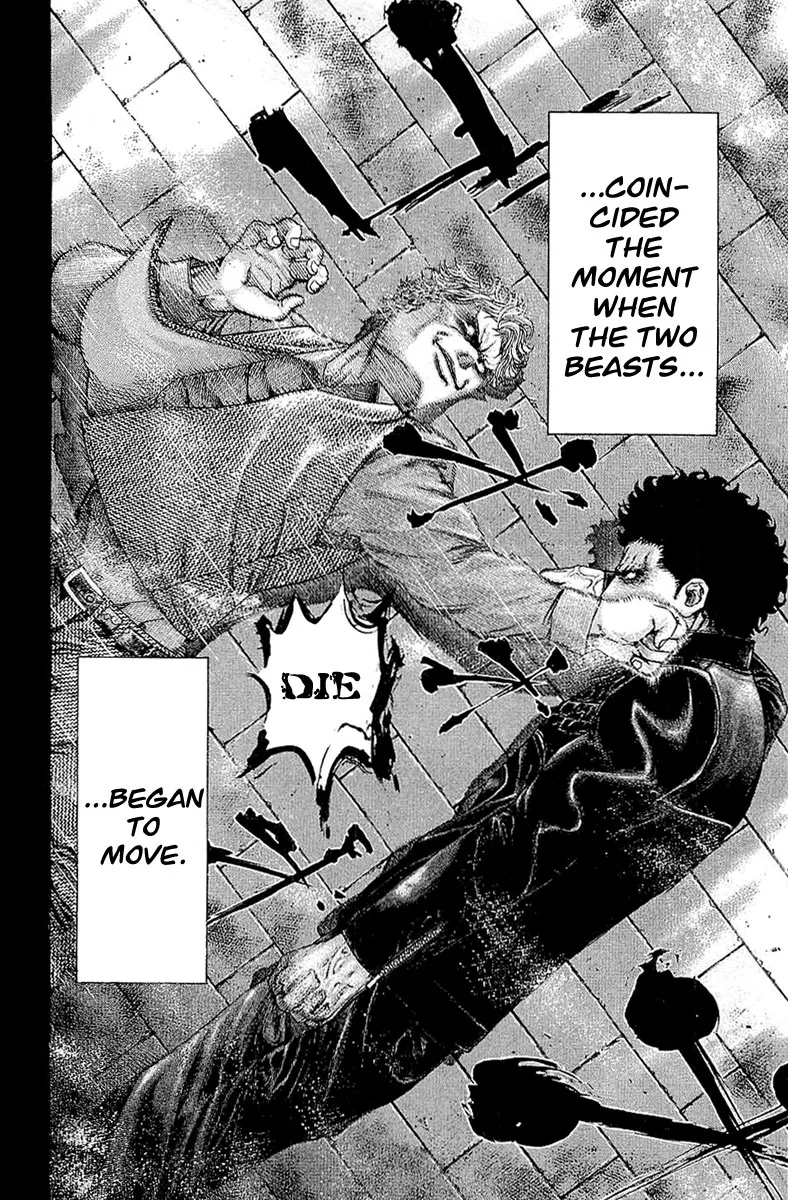 ...COIN-
CIDED
THE
MOMENT
WHEN
THE TWO
BEASTS...
DIE
...BEGAN
TO
MOVE.